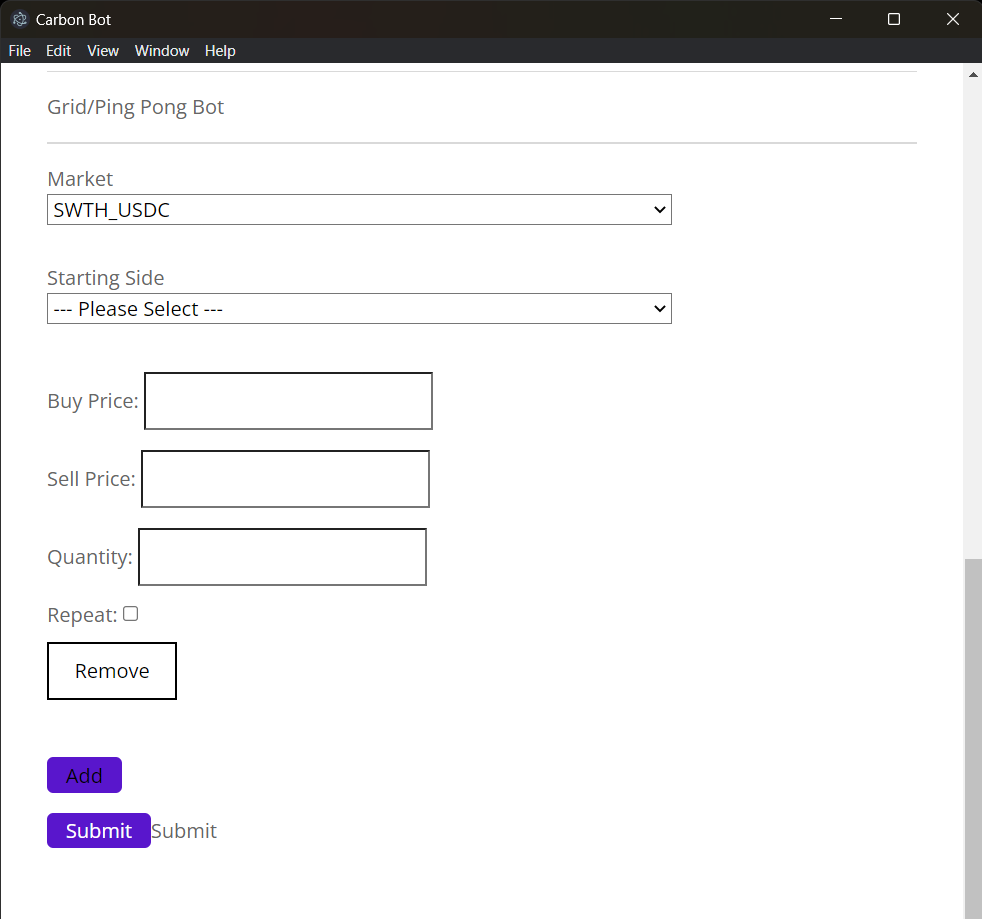 Carbon Bot
File Edit View Window Help
Grid/Ping Pong Bot
Market
SWTH_USDC
Starting Side
--- Please Select ---
Buy Price:
Sell Price:
Quantity:
Repeat:
Remove
Add
Submit Submit